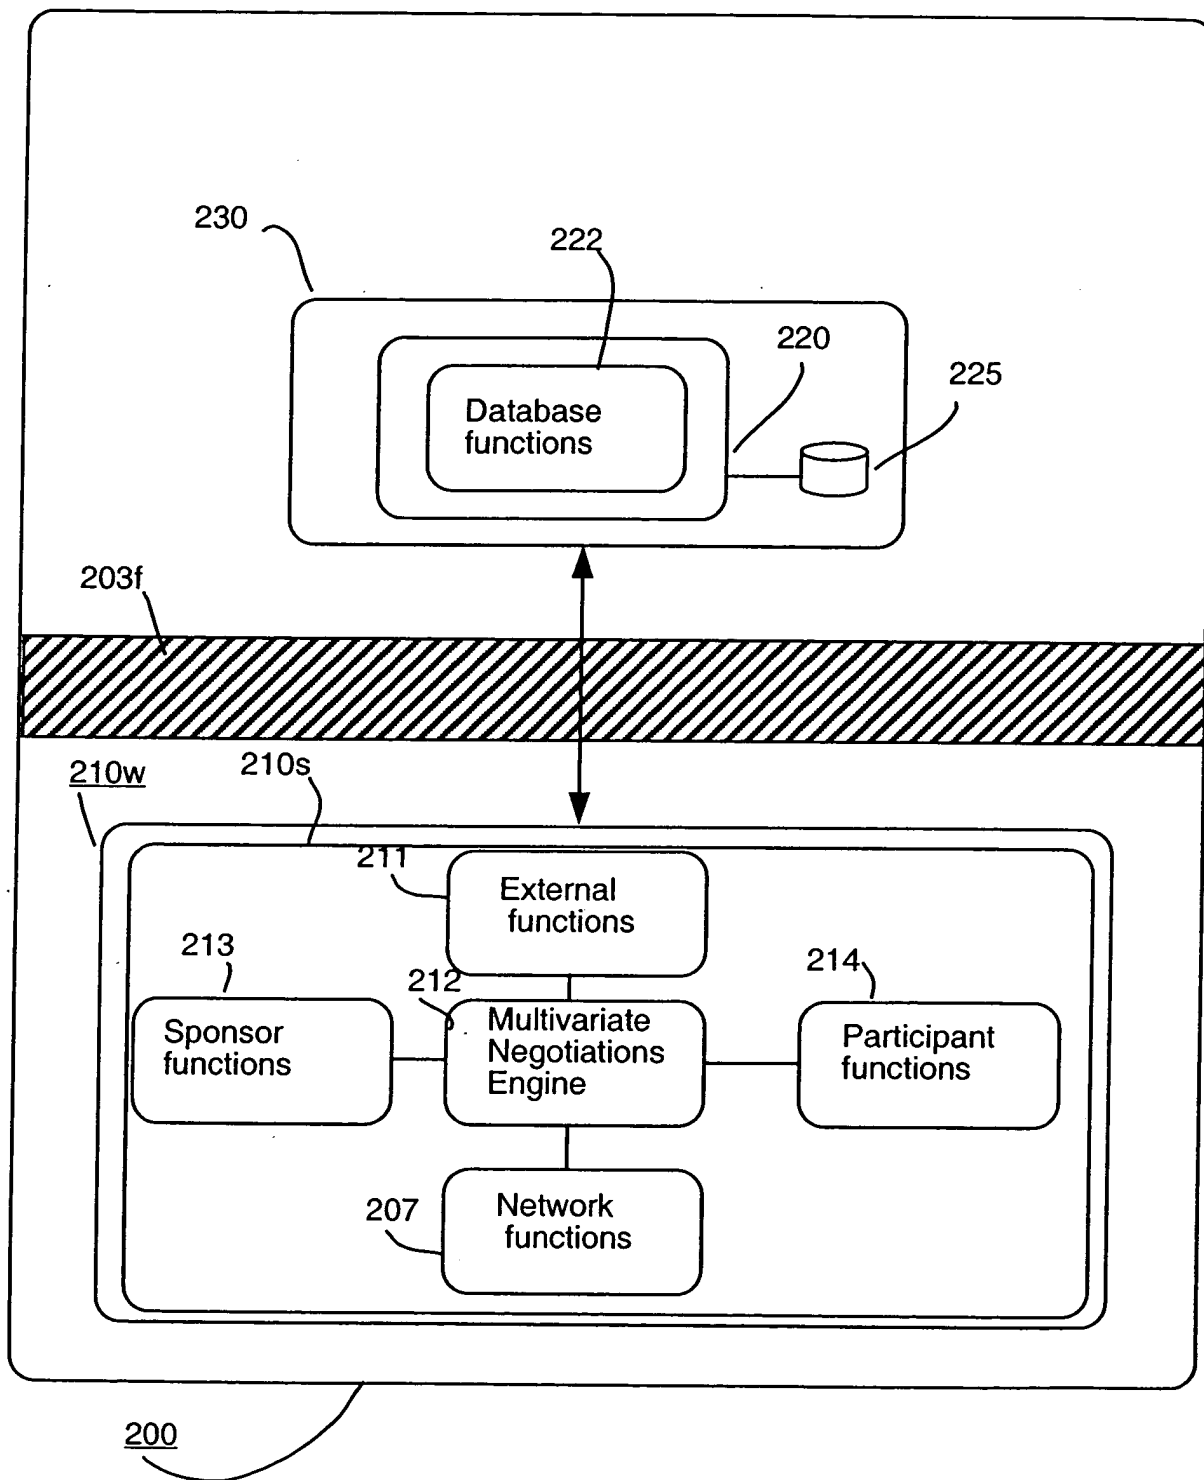 230
222
220
225
Database
functions
203f
210w
210s
211
External
functions
213
212
214
Sponsor
functions
Multivariate
Negotiations
Engine
Participant
functions
207
Network
functions
200